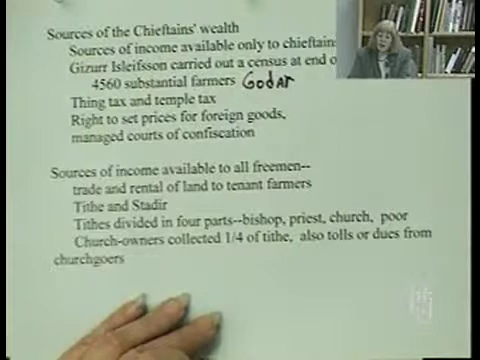 Sources of the Chieftains' wealth
Sources of income available only to chieftains
Gizurr Isleifsson carried out a census at end o
4560 substantial farmers Godar
Thing tax and temple tax
Right to set prices for foreign goods,
managed courts of confiscation
Sources of income available to all freemen--
trade and rental of land to tenant farmers
Tithe and Stadir
Tithes divided in four parts--bishop, priest, church, poor
Church-owners collected 1/4 of tithe, also tolls or dues from
churchgoers